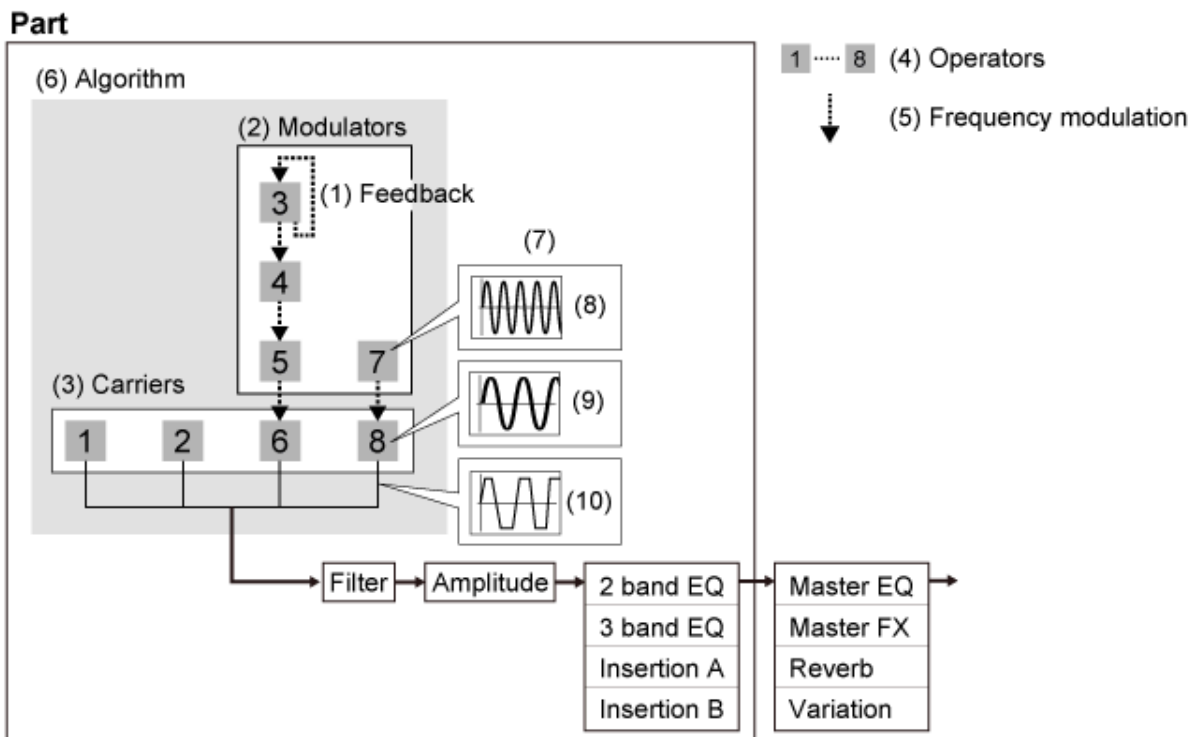 Part
(6) Algorithm
1 8 (4) Operators
(5) Frequency modulation
(2) Modulators
3
(1) Feedback
4
5
7
(7)
(8)
(3) Carriers
1 2 6 8
(9)
(10)
Filter
Amplitude
2 band EQ
3 band EQ
Insertion A
Insertion B
Master EQ
Master FX
Reverb
Variation